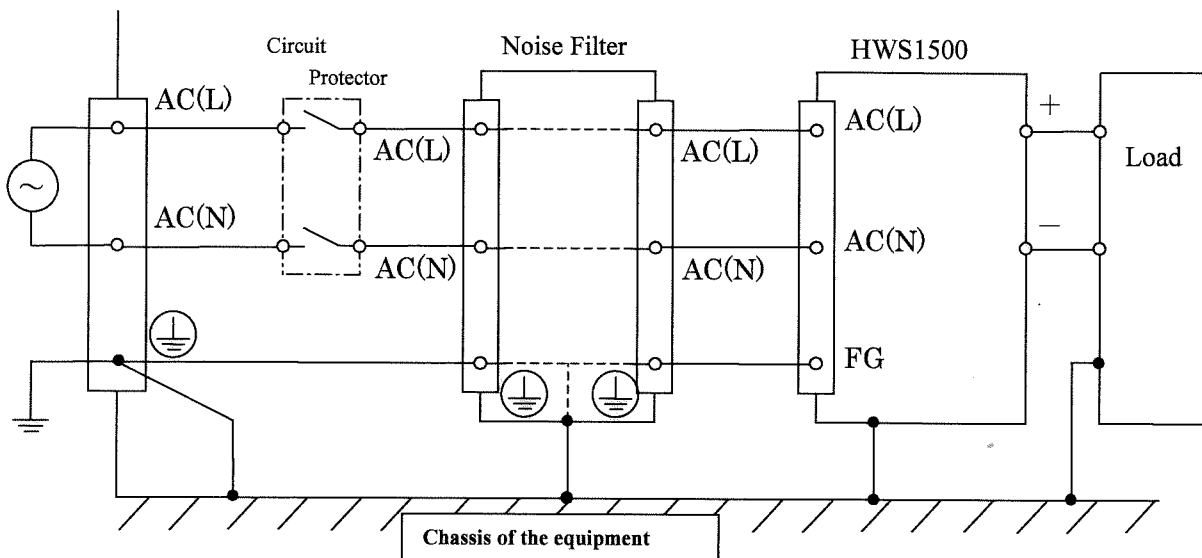 Circuit
Protector
Noise Filter
HWS1500
AC(L)
AC(L)
AC(L)
AC(L)
+
Load
~
AC(N)
AC(N)
AC(N)
AC(N)
−
FG
Chassis of the equipment